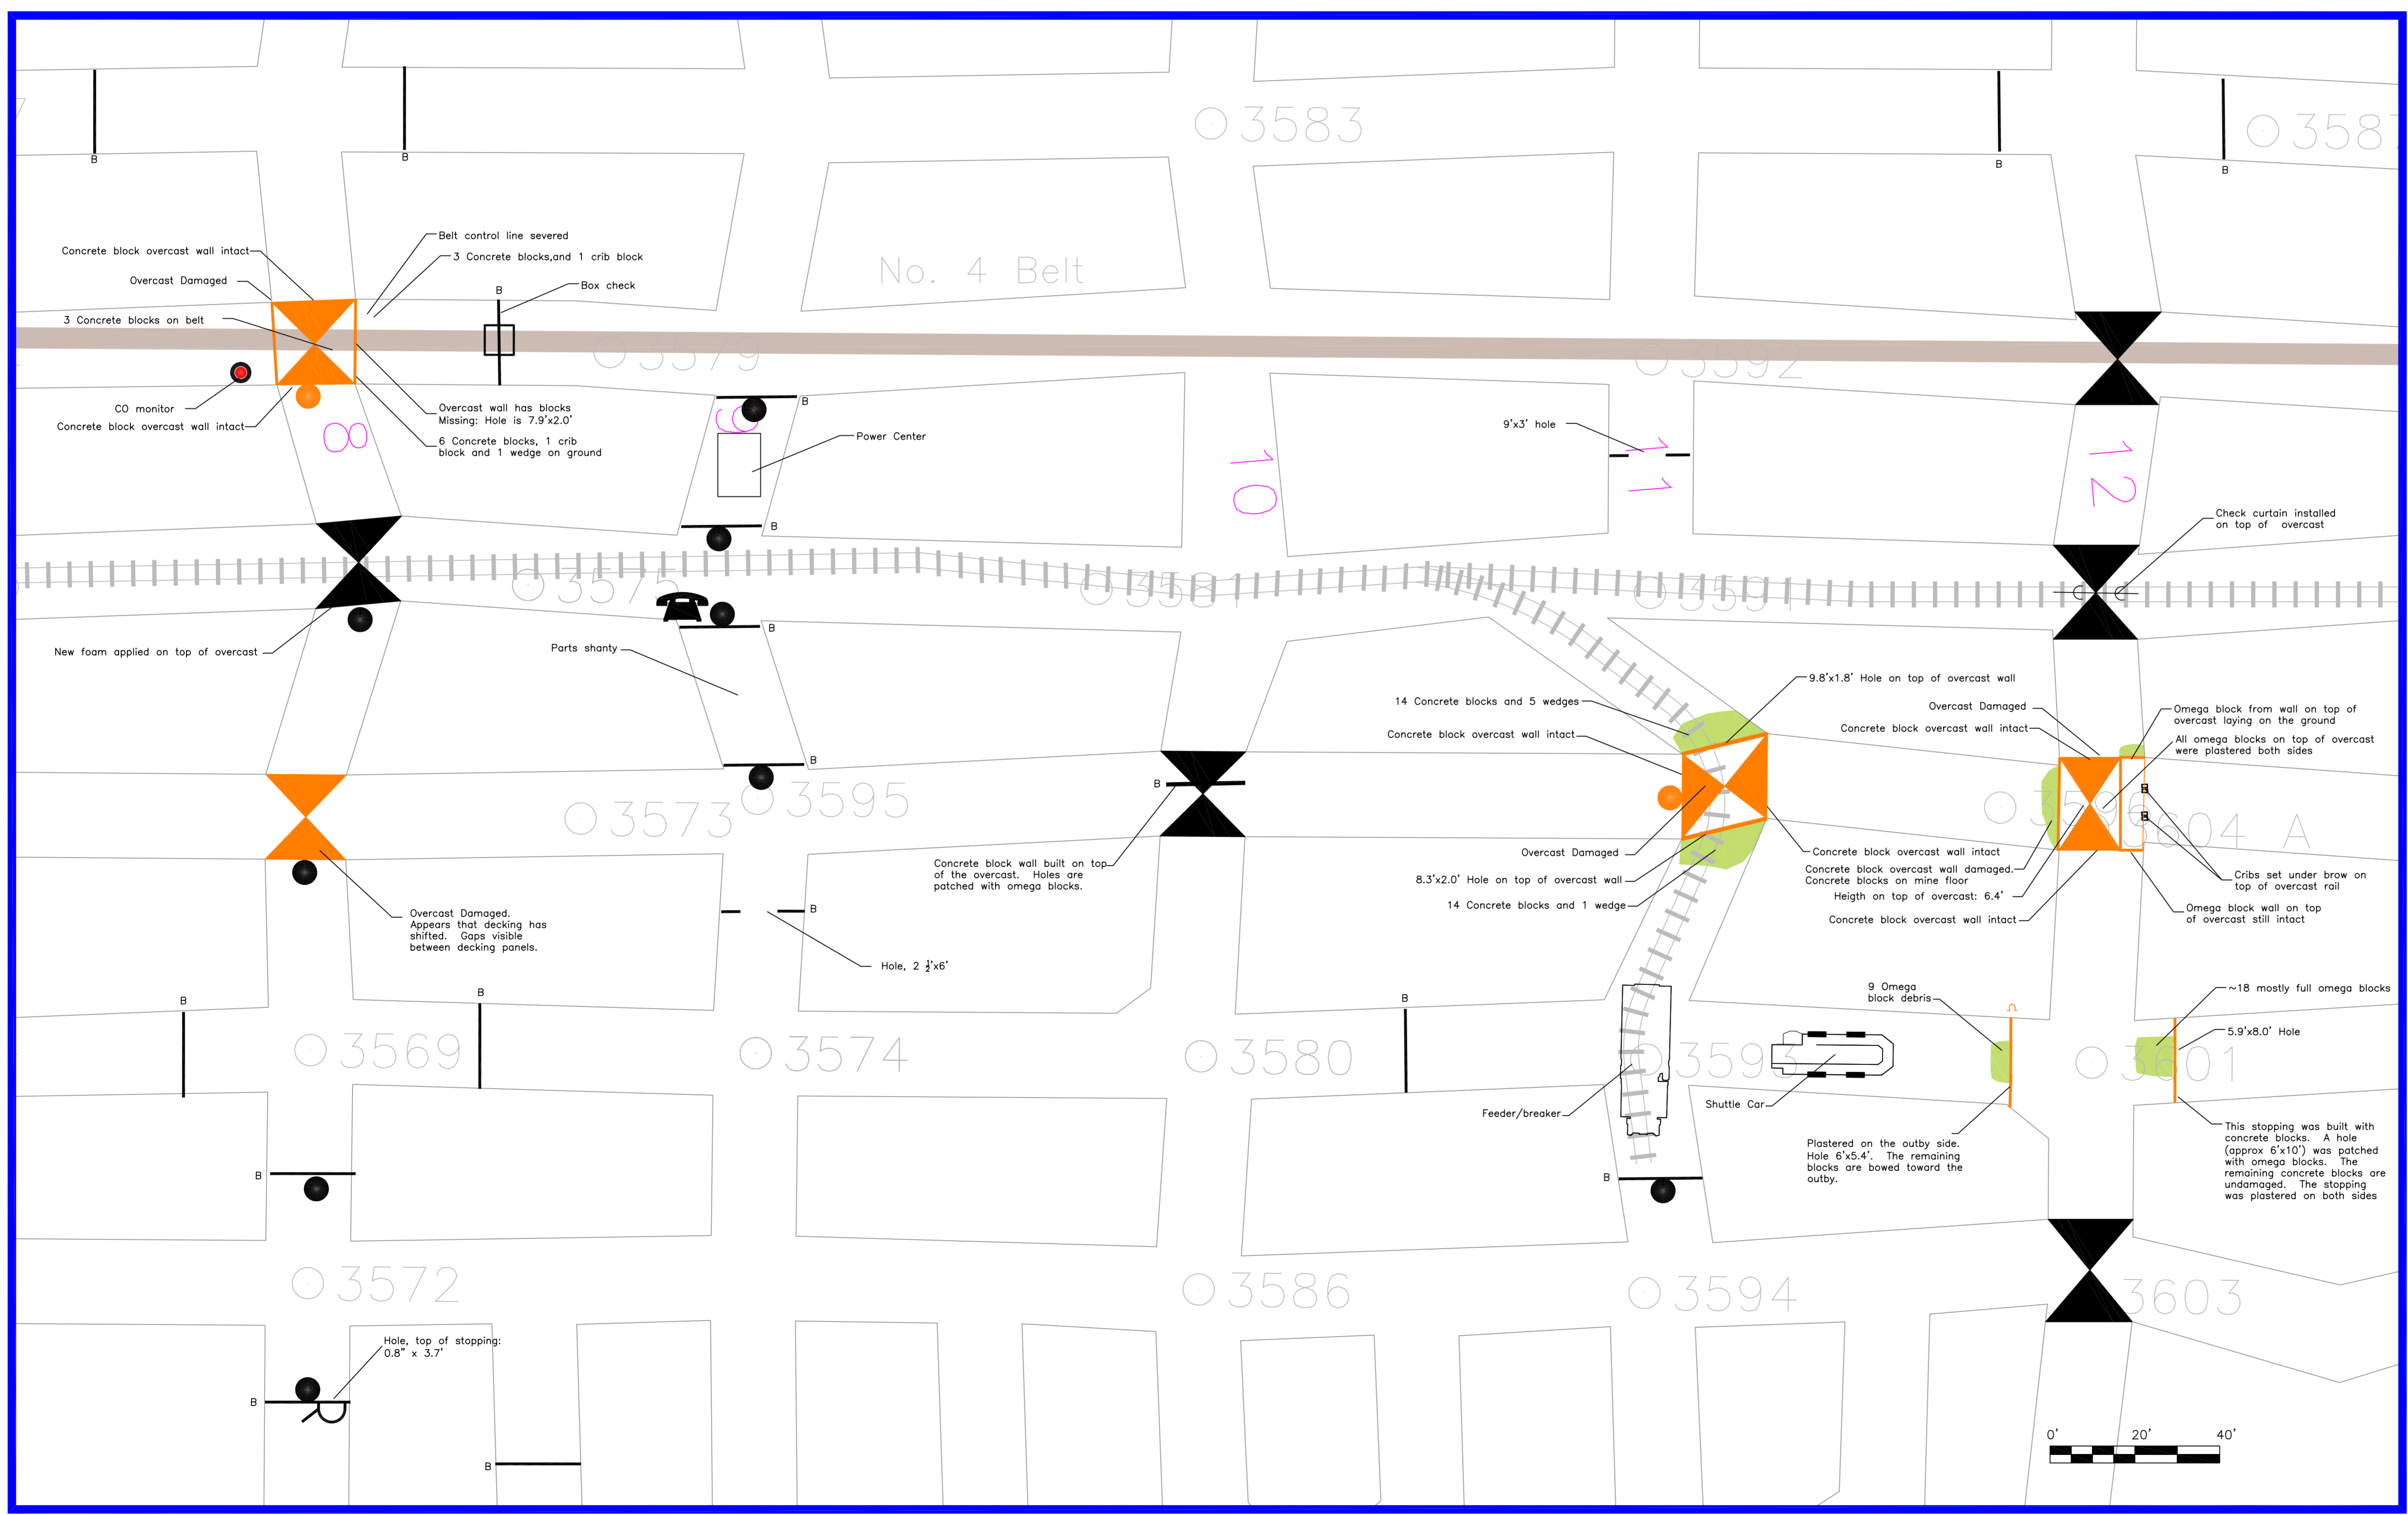 3583
3587
B
B
B
B
Belt control line severed
Concrete block overcast wall intact
3 Concrete blocks,and 1 crib block
No. 4 Belt
Overcast Damaged
Box check
B
3 Concrete blocks on belt
3579
3592
CO monitor
Concrete block overcast wall intact
Overcast wall has blocks
Missing: Hole is 7.9'x2.0'
6 Concrete blocks, 1 crib
block and 1 wedge on ground
8
9
B
Power Center
10
9'x3' hole
11
12
B
Check curtain installed
on top of overcast
3575
3581
3591
B
New foam applied on top of overcast
Parts shanty
9.8'x1.8' Hole on top of overcast wall
14 Concrete blocks and 5 wedges
Concrete block overcast wall intact
Overcast Damaged
Concrete block overcast wall intact
Omega block from wall on top of
overcast laying on the ground
All omega blocks on top of overcast
were plastered both sides
B
B
3573
3595
3604 A
Concrete block wall built on top
of the overcast. Holes are
patched with omega blocks.
Overcast Damaged
8.3'x2.0' Hole on top of overcast wall
14 Concrete blocks and 1 wedge
Concrete block overcast wall intact
Concrete block overcast wall damaged.
Concrete blocks on mine floor
Heigth on top of overcast: 6.4'
Concrete block overcast wall intact
Cribs set under brow on
top of overcast rail
Omega block wall on top
of overcast still intact
Overcast Damaged.
Appears that decking has
shifted. Gaps visible
between decking panels.
B
Hole, 2 ½'x6'
B
B
B
9 Omega
block debris
Ω
~18 mostly full omega blocks
5.9'x8.0' Hole
3569
3574
3580
3593
3601
Feeder/breaker
Shuttle Car
Plastered on the outby side.
Hole 6'x5.4'. The remaining
blocks are bowed toward the
outby.
This stopping was built with
concrete blocks. A hole
(approx 6'x10') was patched
with omega blocks. The
remaining concrete blocks are
undamaged. The stopping
was plastered on both sides
B
B
3572
3586
3594
3603
Hole, top of stopping:
0.8" x 3.7'
B
B
0' 20' 40'